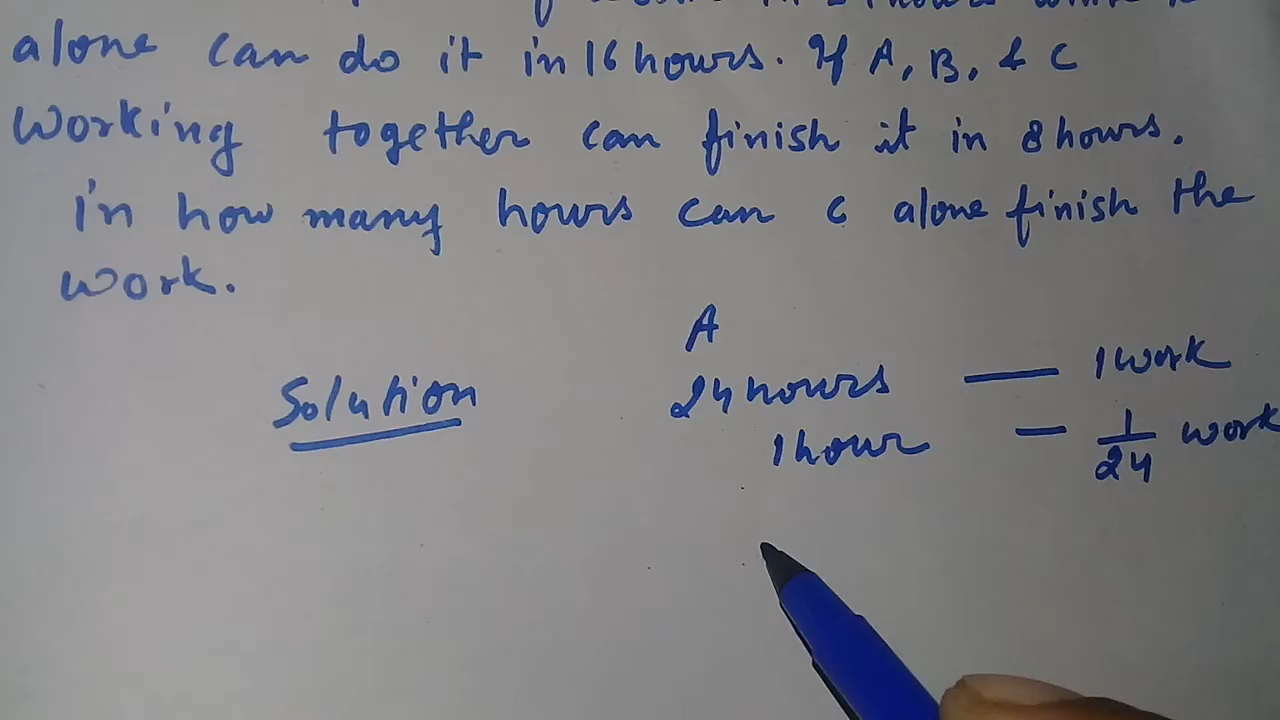 alone can do it in 16 hours. If A, B, & C
working together can finish it in 8 hours.
in how many hours can C alone finish the
work.
A
Solution
24 hours — 1 work
1 hour — 1/24 work